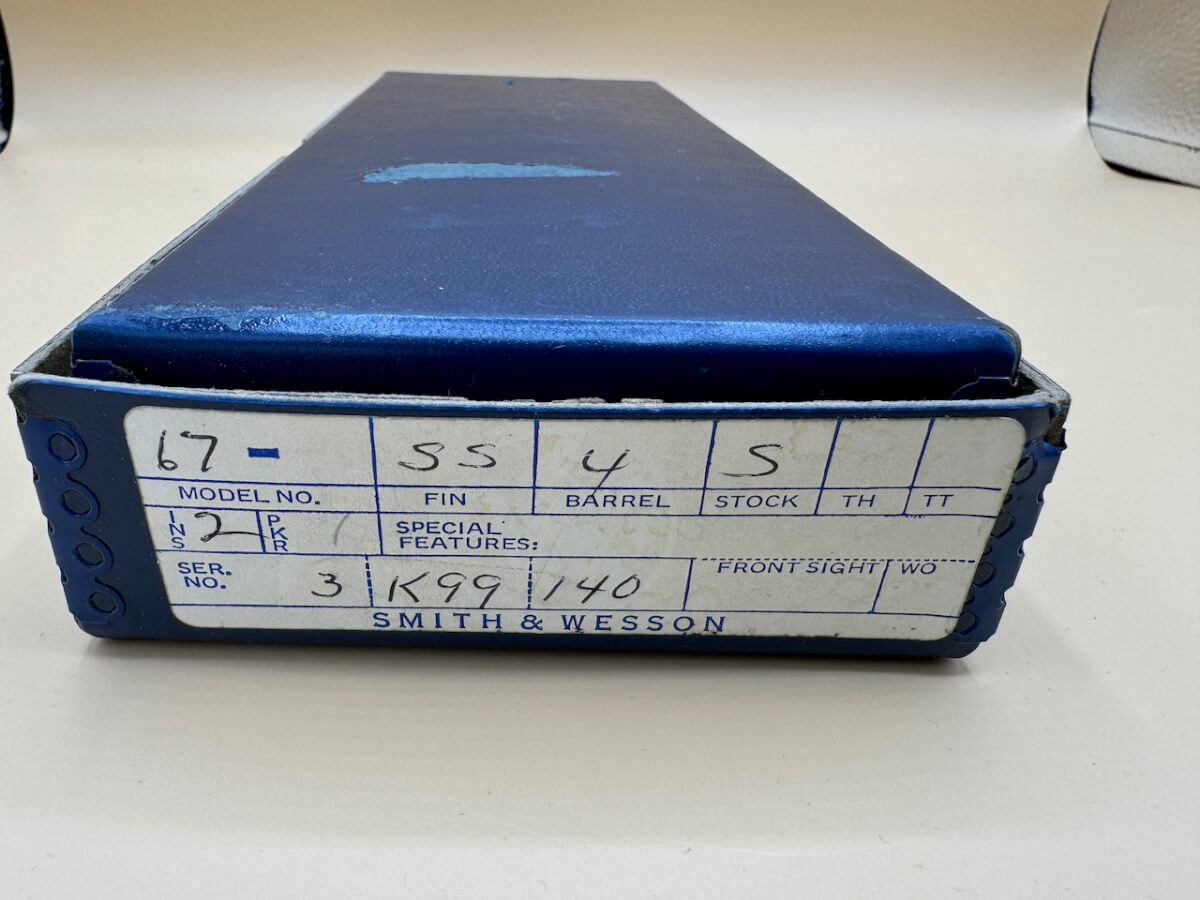 67 - SS 4 S
MODEL NO. FIN BARREL STOCK TH TT
INS 2 PKR 1 SPECIAL FEATURES:
SER. NO. 3 K99 140 FRONT SIGHT WO
SMITH & WESSON